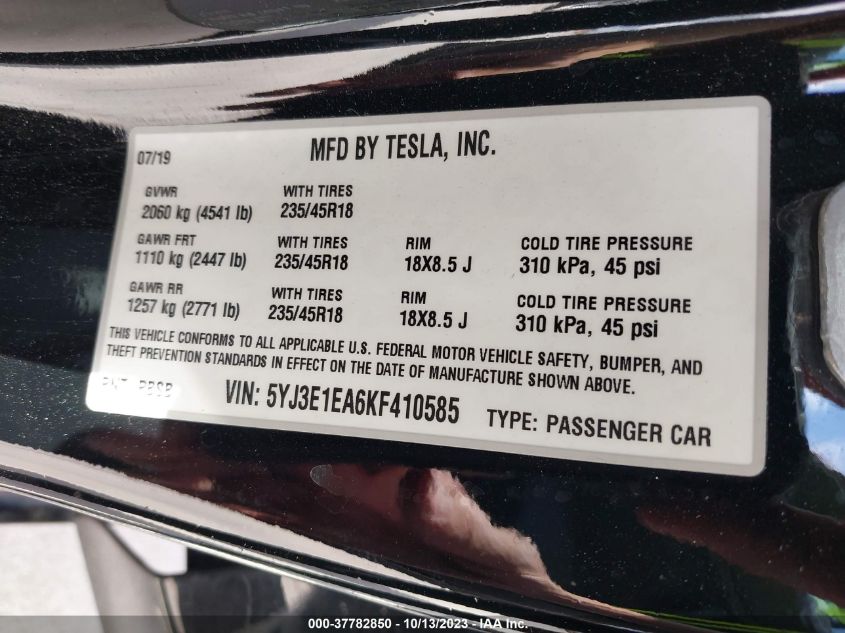 07/19 MFD BY TESLA, INC.
GVWR WITH TIRES
2060 kg (4541 lb) 235/45R18
GAWR FRT WITH TIRES RIM COLD TIRE PRESSURE
1110 kg (2447 lb) 235/45R18 18X8.5 J 310 kPa, 45 psi
GAWR RR WITH TIRES RIM COLD TIRE PRESSURE
1257 kg (2771 lb) 235/45R18 18X8.5 J 310 kPa, 45 psi
THIS VEHICLE CONFORMS TO ALL APPLICABLE U.S. FEDERAL MOTOR VEHICLE SAFETY, BUMPER, AND
THEFT PREVENTION STANDARDS IN EFFECT ON THE DATE OF MANUFACTURE SHOWN ABOVE.
VIN: 5YJ3E1EA6KF410585 TYPE: PASSENGER CAR
000-37782850 - 10/13/2023 - IAA Inc.